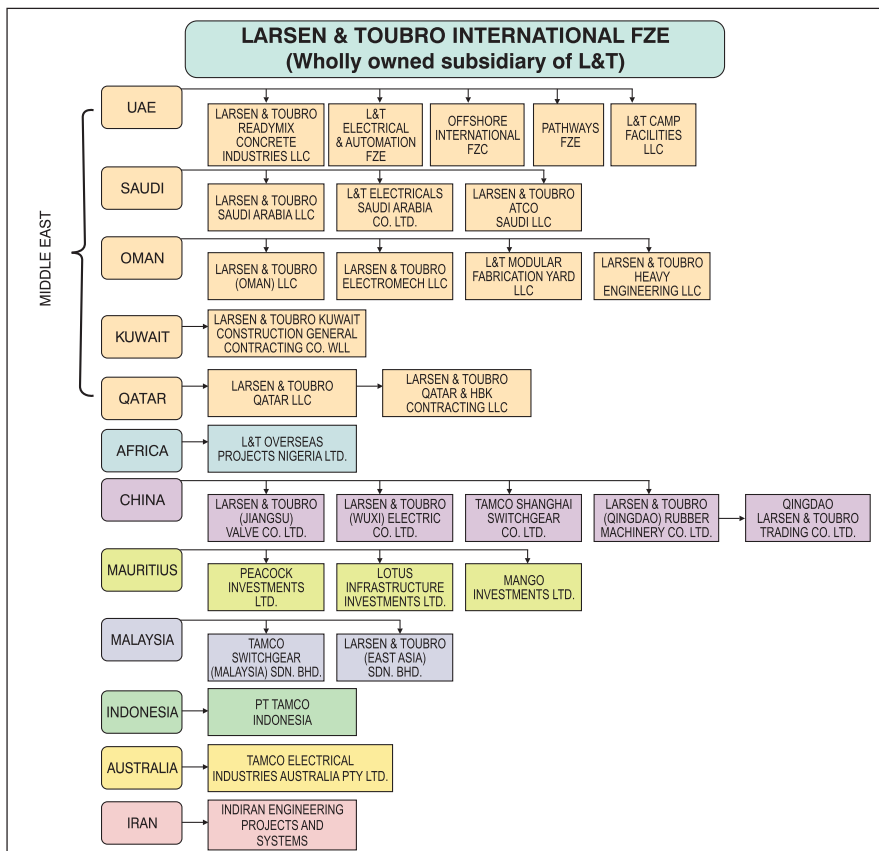 LARSEN & TOUBRO INTERNATIONAL FZE
(Wholly owned subsidiary of L&T)
MIDDLE EAST
UAE
LARSEN & TOUBRO
READYMIX
CONCRETE
INDUSTRIES LLC
L&T
ELECTRICAL
& AUTOMATION
FZE
OFFSHORE
INTERNATIONAL
FZC
PATHWAYS
FZE
L&T CAMP
FACILITIES
LLC
SAUDI
LARSEN & TOUBRO
SAUDI ARABIA LLC
L&T ELECTRICALS
SAUDI ARABIA
CO. LTD.
LARSEN & TOUBRO
ATCO
SAUDI LLC
OMAN
LARSEN & TOUBRO
(OMAN) LLC
LARSEN & TOUBRO
ELECTROMECH LLC
L&T MODULAR
FABRICATION YARD
LLC
LARSEN & TOUBRO
HEAVY
ENGINEERING LLC
KUWAIT
LARSEN & TOUBRO KUWAIT
CONSTRUCTION GENERAL
CONTRACTING CO. WLL
QATAR
LARSEN & TOUBRO
QATAR LLC
LARSEN & TOUBRO
QATAR & HBK
CONTRACTING LLC
AFRICA
L&T OVERSEAS
PROJECTS NIGERIA LTD.
CHINA
LARSEN & TOUBRO
(JIANGSU)
VALVE CO. LTD.
LARSEN & TOUBRO
(WUXI) ELECTRIC
CO. LTD.
TAMCO SHANGHAI
SWITCHGEAR
CO. LTD.
LARSEN & TOUBRO
(QINGDAO) RUBBER
MACHINERY CO. LTD.
QINGDAO
LARSEN & TOUBRO
TRADING CO. LTD.
MAURITIUS
PEACOCK
INVESTMENTS
LTD.
LOTUS
INFRASTRUCTURE
INVESTMENTS LTD.
MANGO
INVESTMENTS LTD.
MALAYSIA
TAMCO
SWITCHGEAR
(MALAYSIA) SDN. BHD.
LARSEN & TOUBRO
(EAST ASIA)
SDN. BHD.
INDONESIA
PT TAMCO
INDONESIA
AUSTRALIA
TAMCO ELECTRICAL
INDUSTRIES AUSTRALIA PTY LTD.
IRAN
INDIRAN ENGINEERING
PROJECTS AND
SYSTEMS